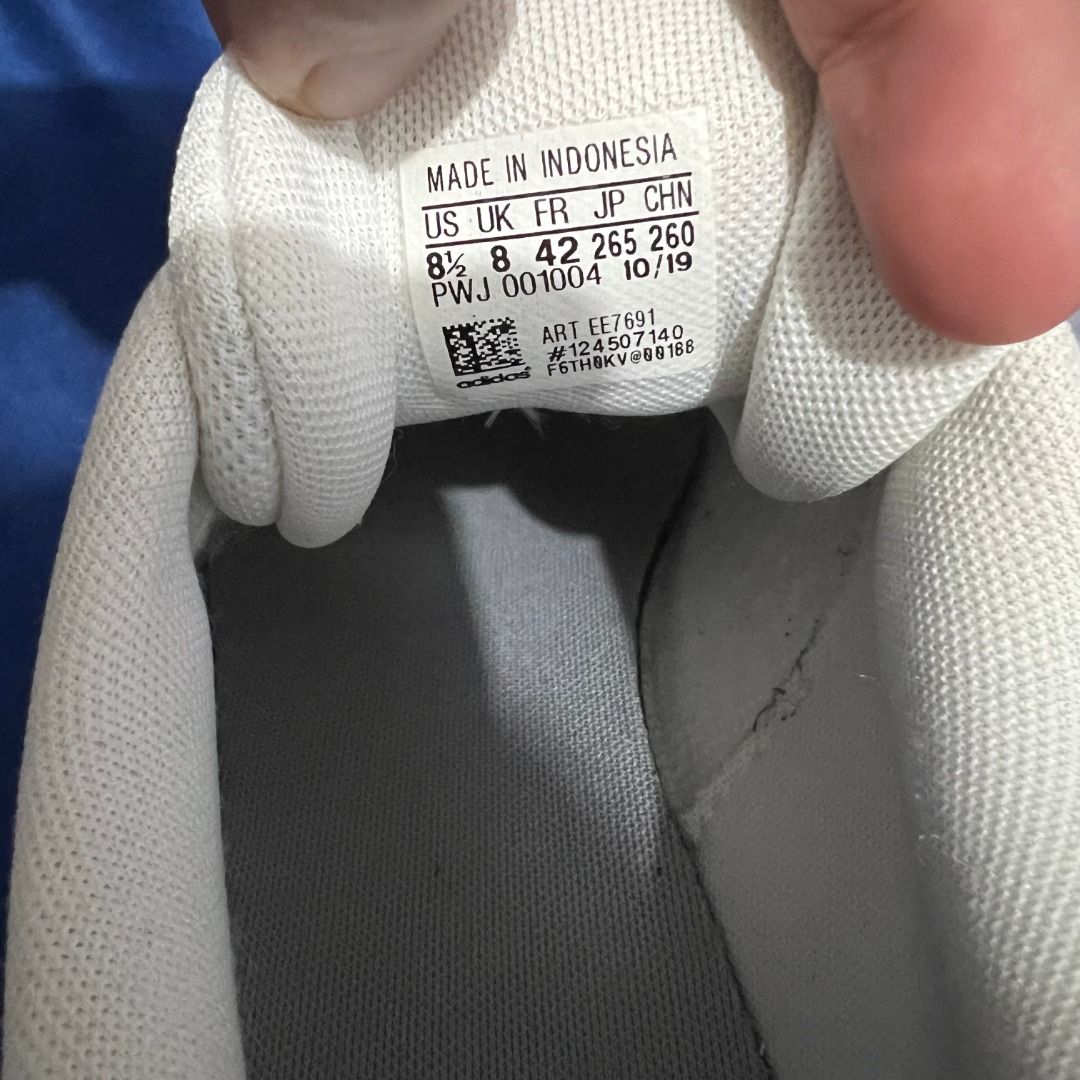 MADE IN INDONESIA
US UK FR JP CHN
8½ 8 42 265 260
PWJ 001004 10/19
ART EE7691
#124507140
F6TH0KV@00188
adidas